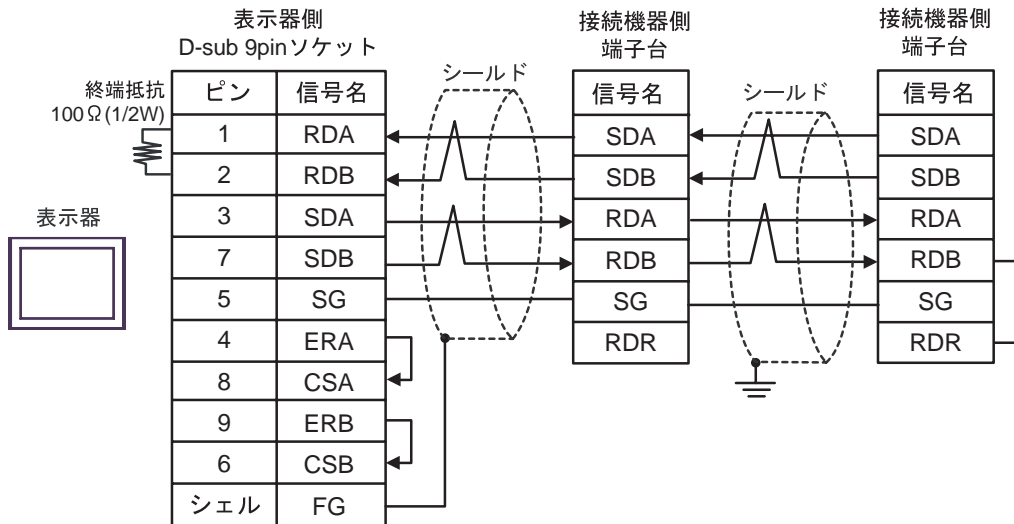 表示器側
D-sub 9pinソケット
接続機器側
端子台
接続機器側
端子台
終端抵抗
100Ω(1/2W)
シールド
シールド
表示器
ピン 信号名
1 RDA
2 RDB
3 SDA
7 SDB
5 SG
4 ERA
8 CSA
9 ERB
6 CSB
シェル FG
信号名
SDA
SDB
RDA
RDB
SG
RDR
信号名
SDA
SDB
RDA
RDB
SG
RDR